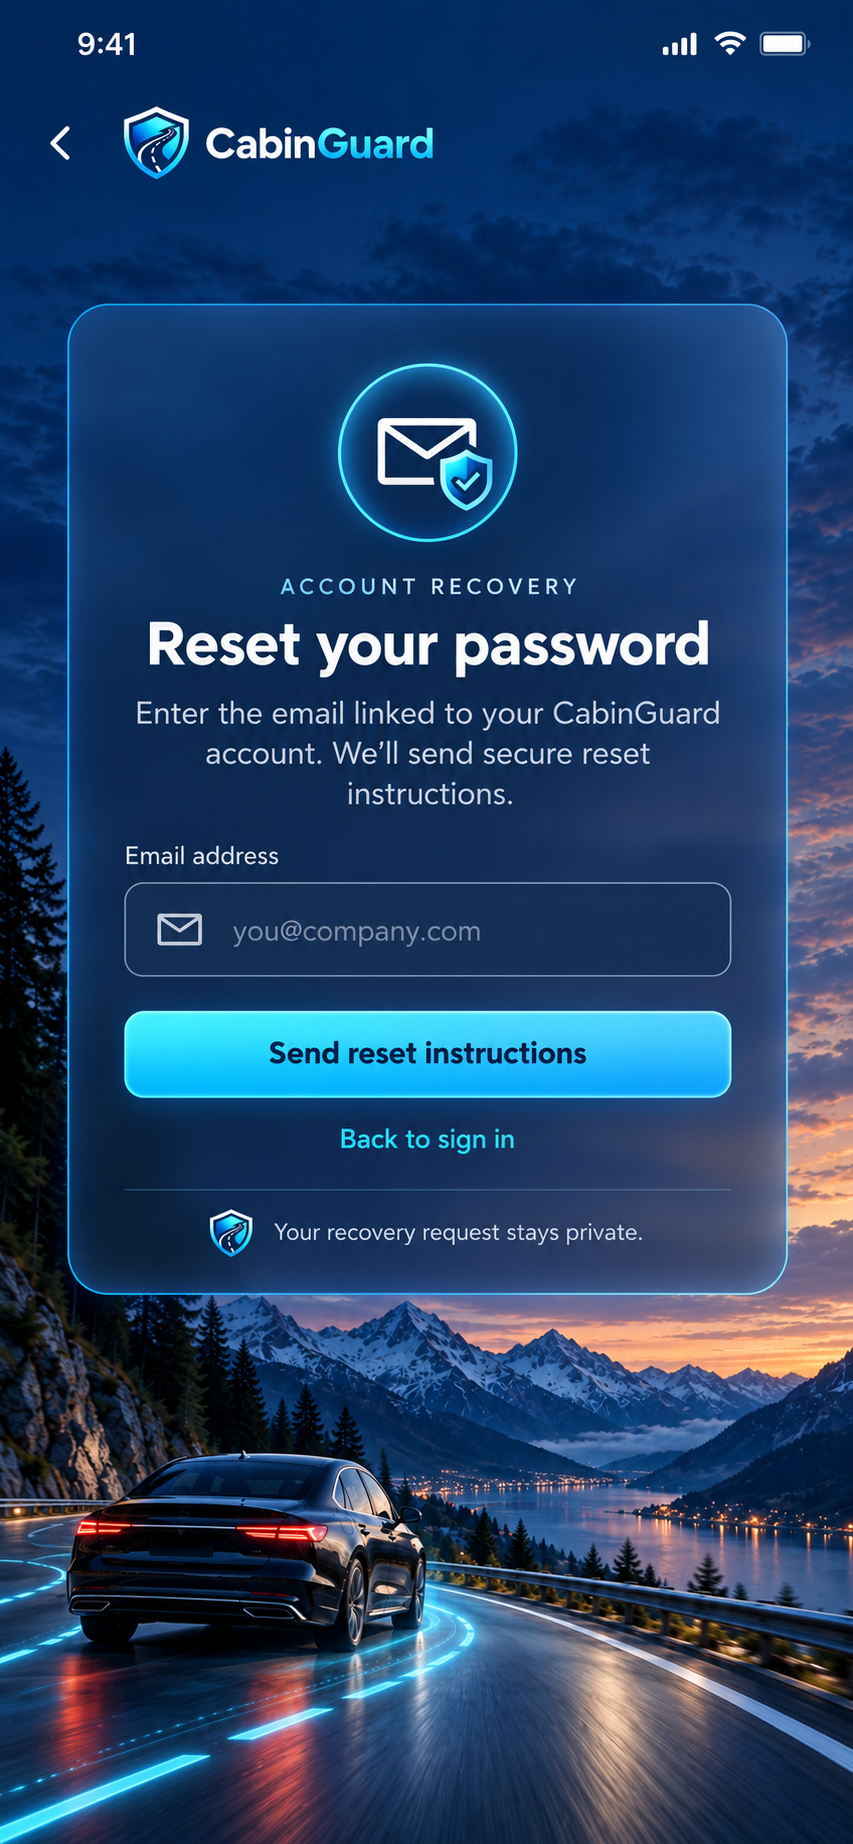 9:41
CabinGuard
ACCOUNT RECOVERY
Reset your password
Enter the email linked to your CabinGuard
account. We’ll send secure reset
instructions.
Email address
you@company.com
Send reset instructions
Back to sign in
Your recovery request stays private.